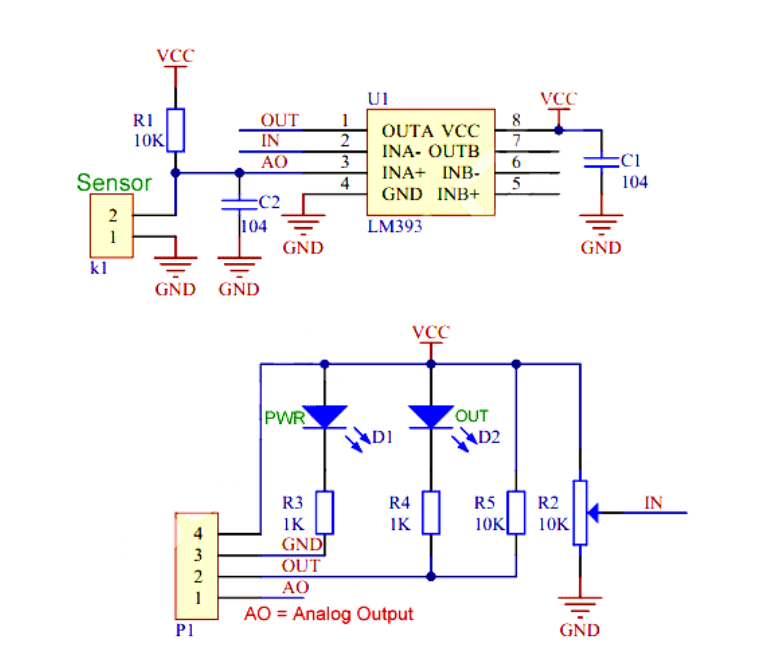 VCC
R1
10K
Sensor
2
1
k1
GND
C2
104
GND
OUT
IN
AO
1
2
3
4
GND
U1
OUTA VCC
INA- OUTB
INA+ INB-
GND INB+
LM393
8
7
6
5
VCC
C1
104
GND
VCC
PWR
D1
OUT
D2
R3
1K
R4
1K
R5
10K
R2
10K
IN
GND
4
3
2
1
P1
GND
OUT
AO
AO = Analog Output